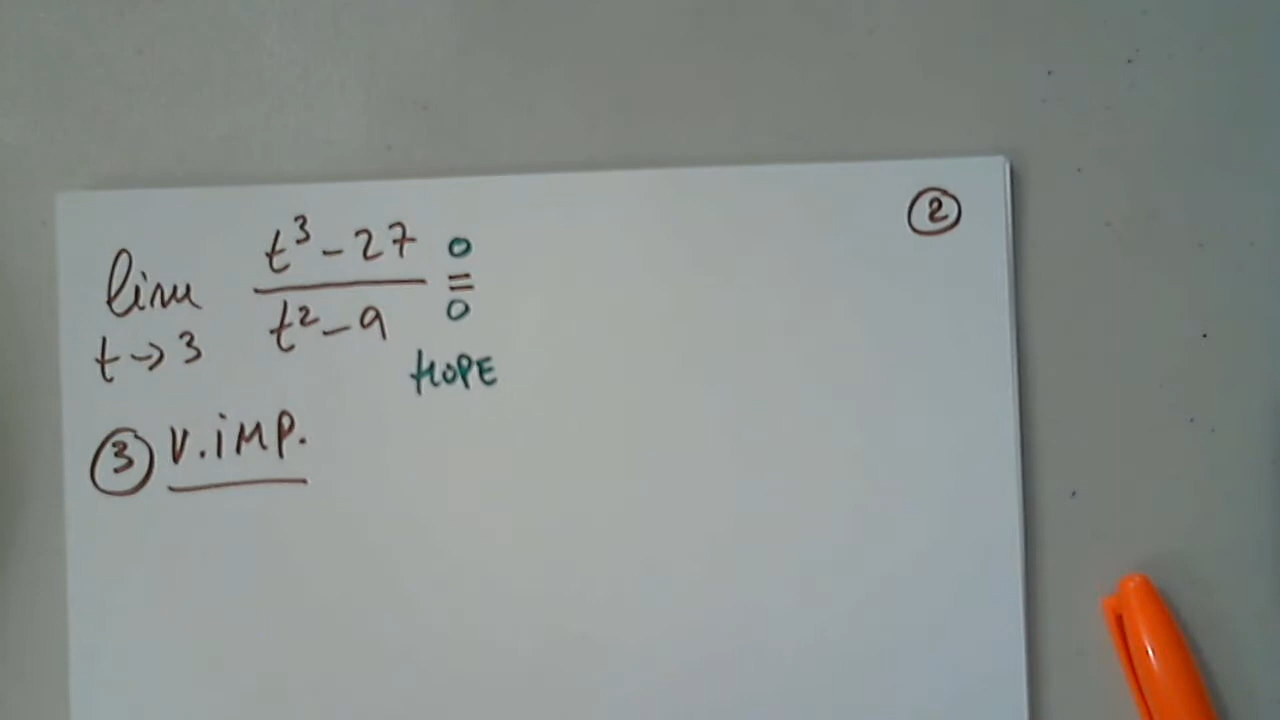 ②
lim t³-27 0
t→3 t²-9 = 0
HOPE
③ V.IMP.